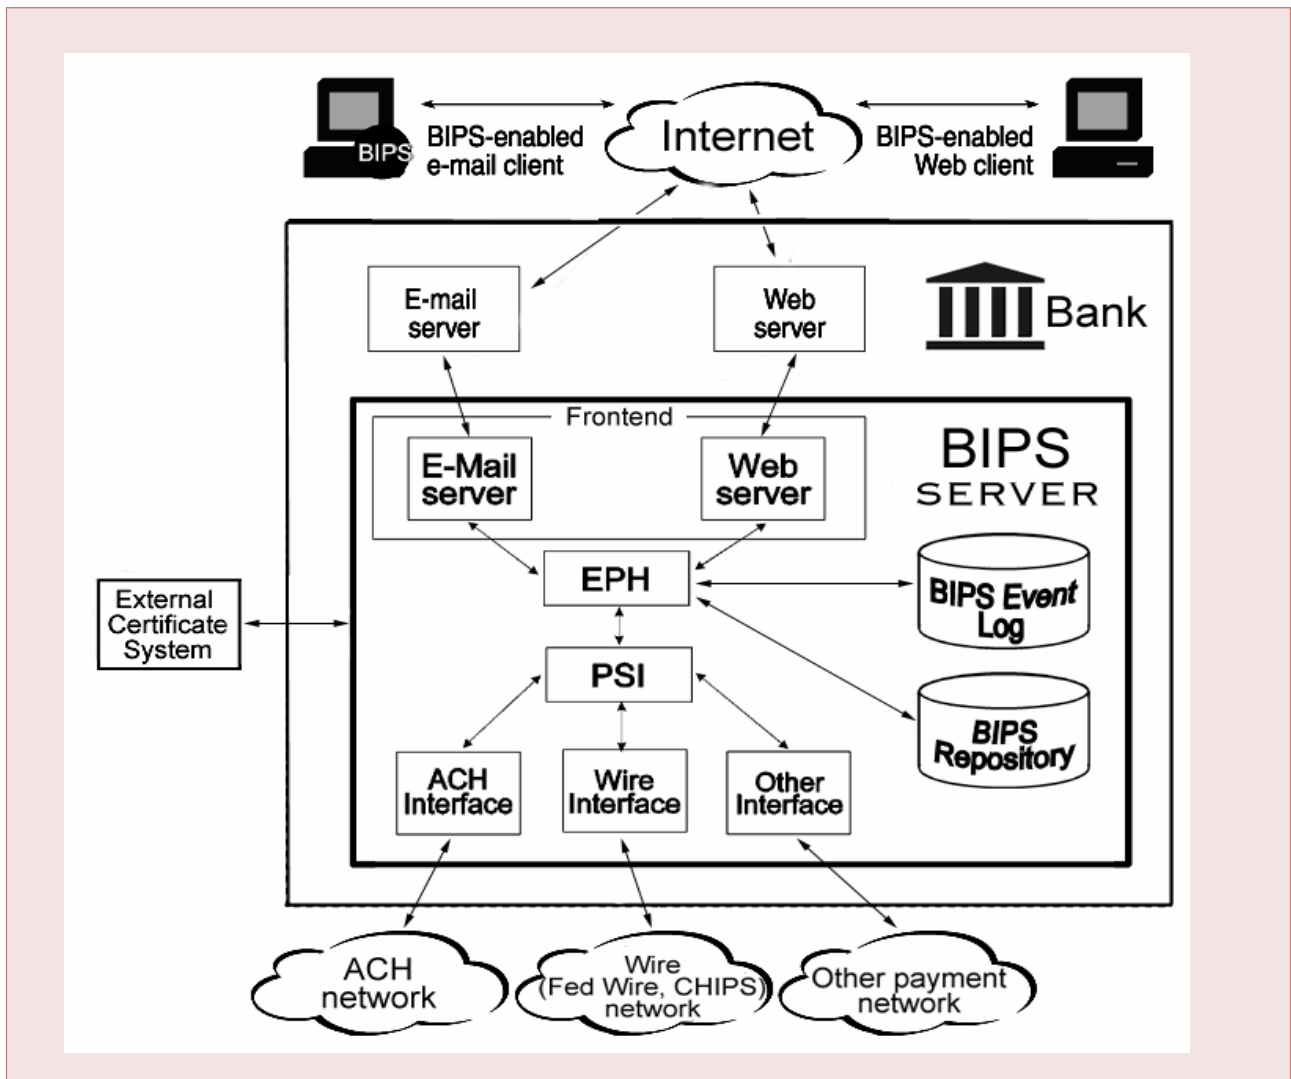 BIPS
BIPS-enabled
e-mail client
Internet
BIPS-enabled
Web client
E-mail
server
Web
server
Bank
Frontend
E-Mail
server
Web
server
BIPS
SERVER
EPH
BIPS Event
Log
External
Certificate
System
PSI
BIPS
Repository
ACH
Interface
Wire
Interface
Other
Interface
ACH
network
Wire
(Fed Wire, CHIPS)
network
Other payment
network